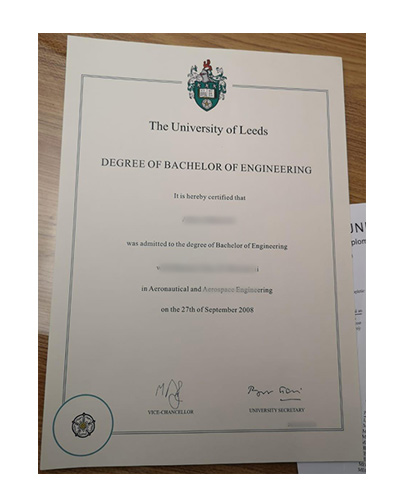 The University of Leeds
DEGREE OF BACHELOR OF ENGINEERING
It is hereby certified that
was admitted to the degree of Bachelor of Engineering
in Aeronautical and Aerospace Engineering
on the 27th of September 2008
VICE-CHANCELLOR
UNIVERSITY SECRETARY